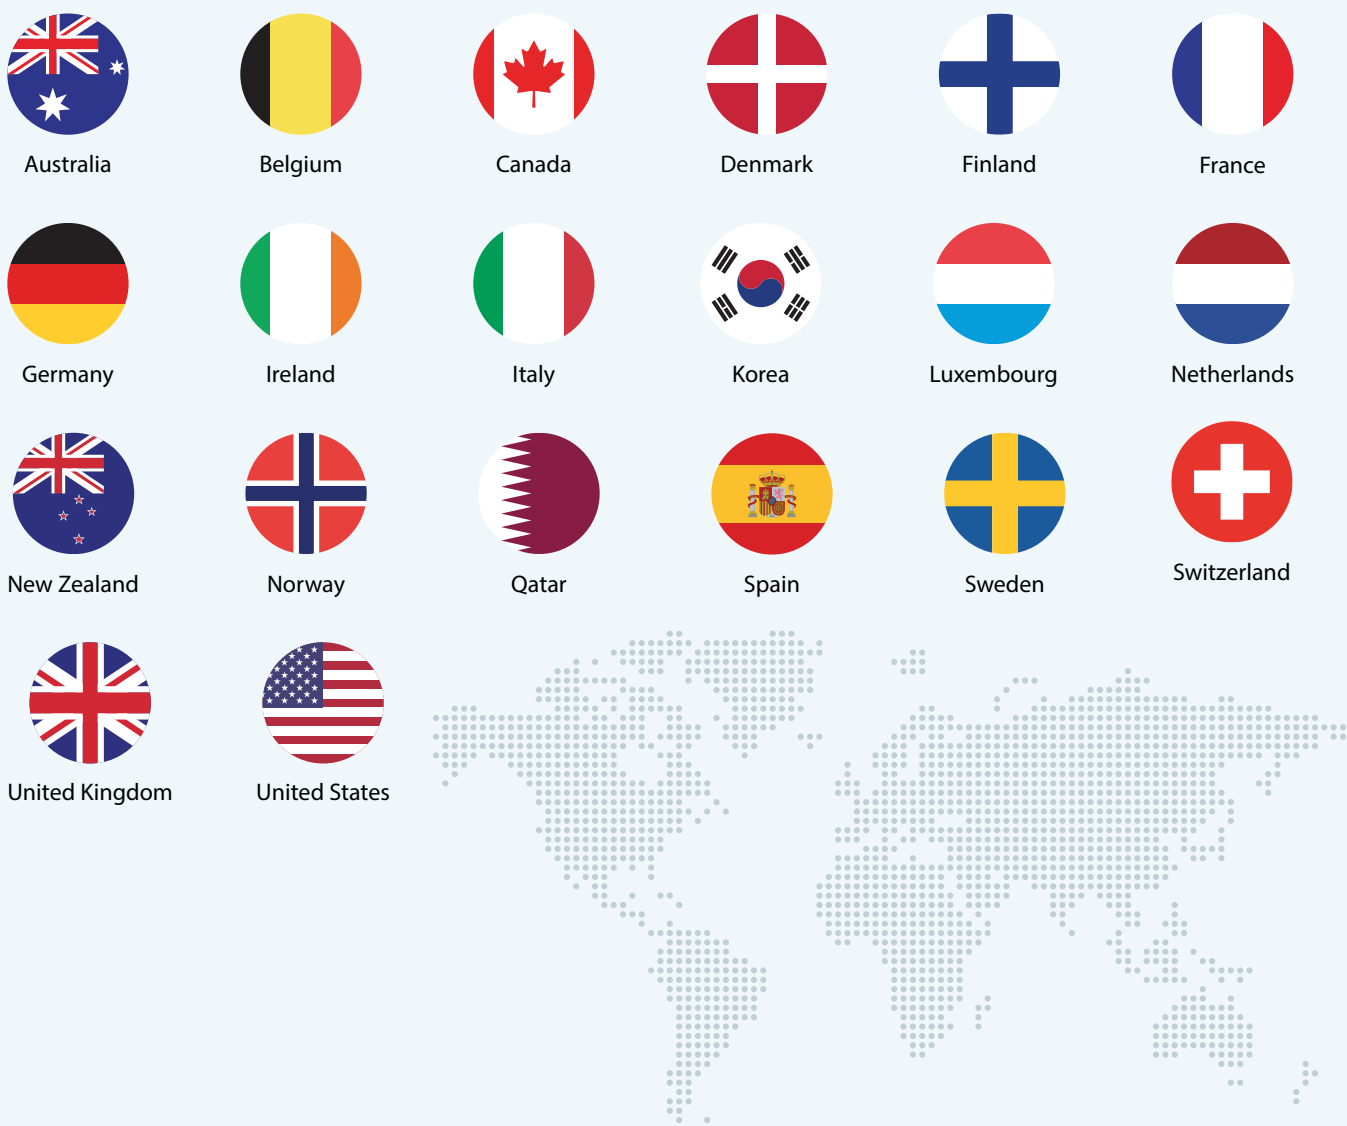 Australia
Belgium
Canada
Denmark
Finland
France
Germany
Ireland
Italy
Korea
Luxembourg
Netherlands
New Zealand
Norway
Qatar
Spain
Sweden
Switzerland
United Kingdom
United States